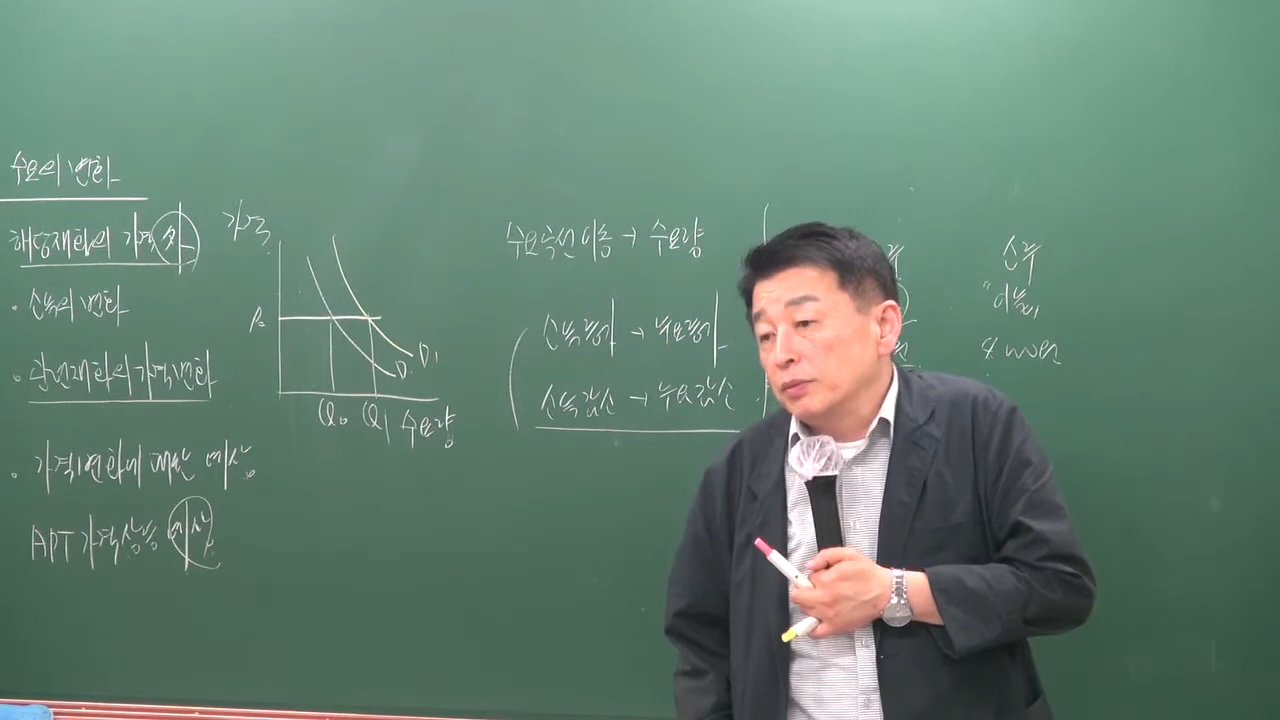 수요의 변화
해당재화의 가격 外
· 소득의 변화
· 관련재화의 가격변화
· 가격변화에 대한 예상
APT 가격상승 예상
가격
P₀
D
D₁
Q₀ Q₁ 수요량
수요곡선 이동 → 수요량
소득증가 → 수요증가
소득감소 → 수요감소
소주
"이슬"